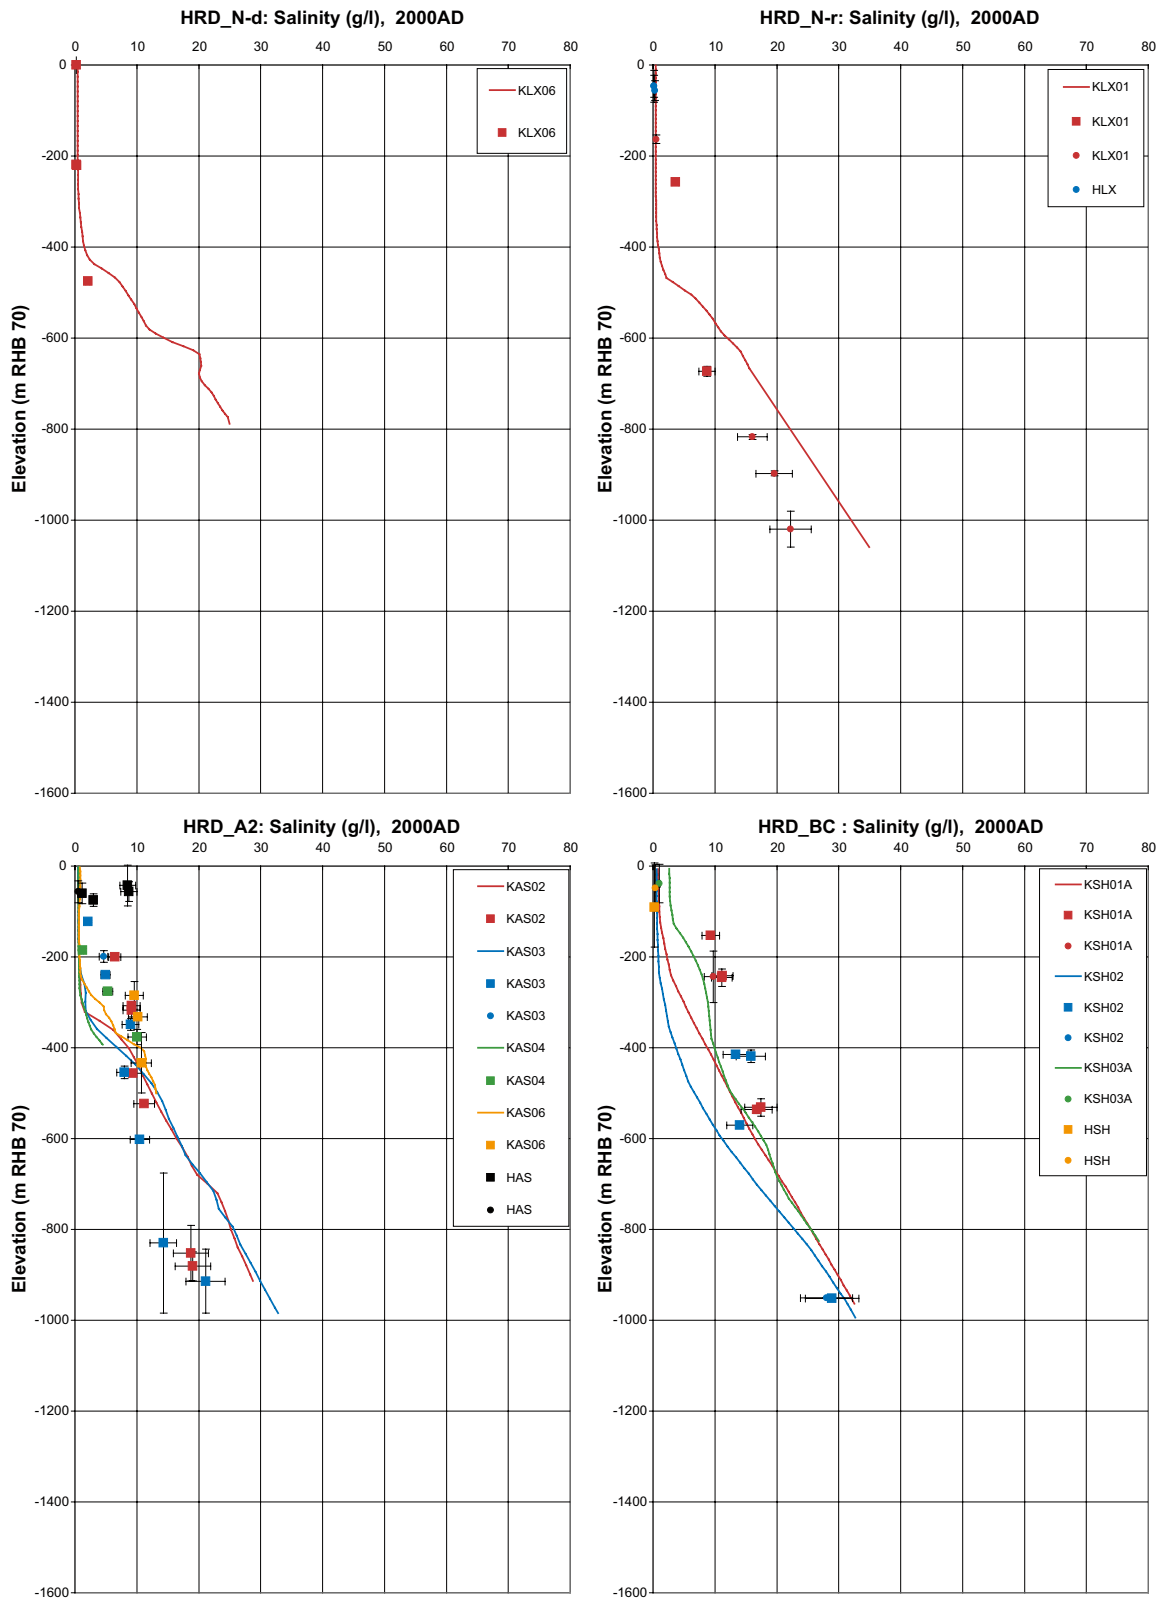 HRD_N-d: Salinity (g/l),  2000AD
0 10 20 30 40 50 60 70 80
0
-200
-400
-600
-800
-1000
-1200
-1400
-1600
Elevation (m RHB 70)
KLX06
KLX06
HRD_N-r: Salinity (g/l),  2000AD
0 10 20 30 40 50 60 70 80
0
-200
-400
-600
-800
-1000
-1200
-1400
-1600
Elevation (m RHB 70)
KLX01
KLX01
KLX01
HLX
HRD_A2: Salinity (g/l),  2000AD
0 10 20 30 40 50 60 70 80
0
-200
-400
-600
-800
-1000
-1200
-1400
-1600
Elevation (m RHB 70)
KAS02
KAS02
KAS03
KAS03
KAS03
KAS04
KAS04
KAS06
KAS06
HAS
HAS
HRD_BC : Salinity (g/l),  2000AD
0 10 20 30 40 50 60 70 80
0
-200
-400
-600
-800
-1000
-1200
-1400
-1600
Elevation (m RHB 70)
KSH01A
KSH01A
KSH01A
KSH02
KSH02
KSH02
KSH03A
KSH03A
HSH
HSH